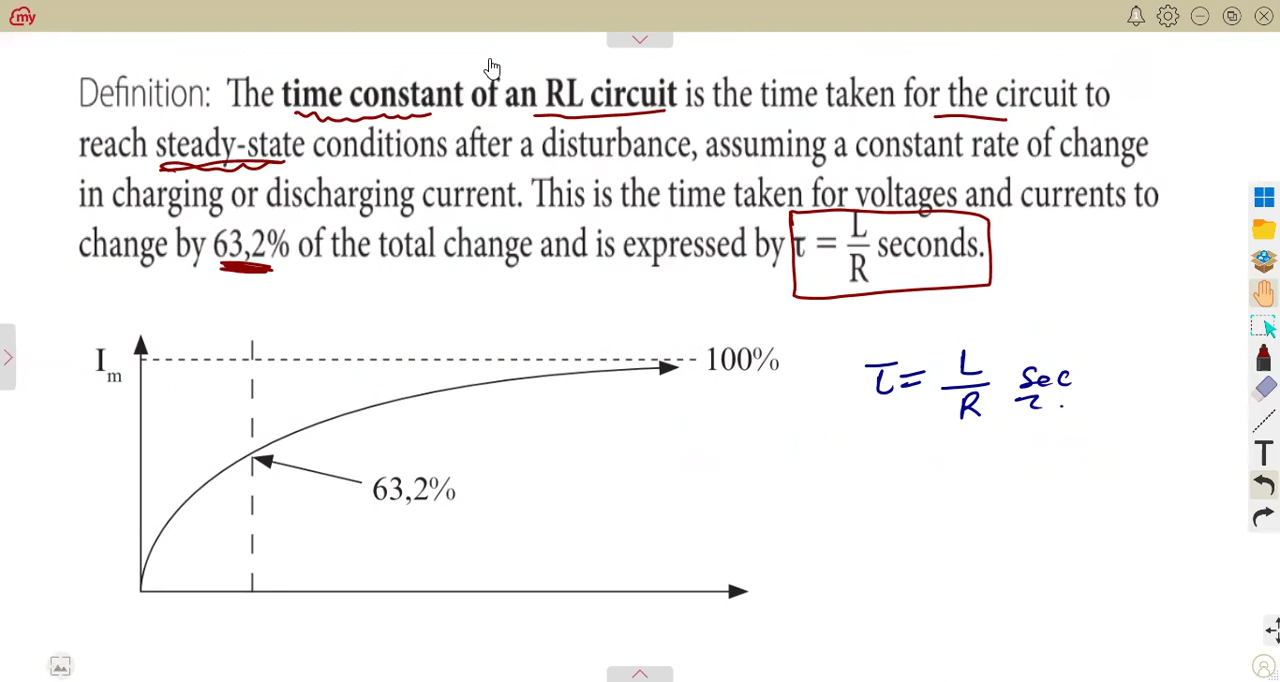 my
Definition: The time constant of an RL circuit is the time taken for the circuit to
reach steady-state conditions after a disturbance, assuming a constant rate of change
in charging or discharging current. This is the time taken for voltages and currents to
change by 63,2% of the total change and is expressed by τ = L/R seconds.
I_m
100%
τ = L/R sec
63,2%
T